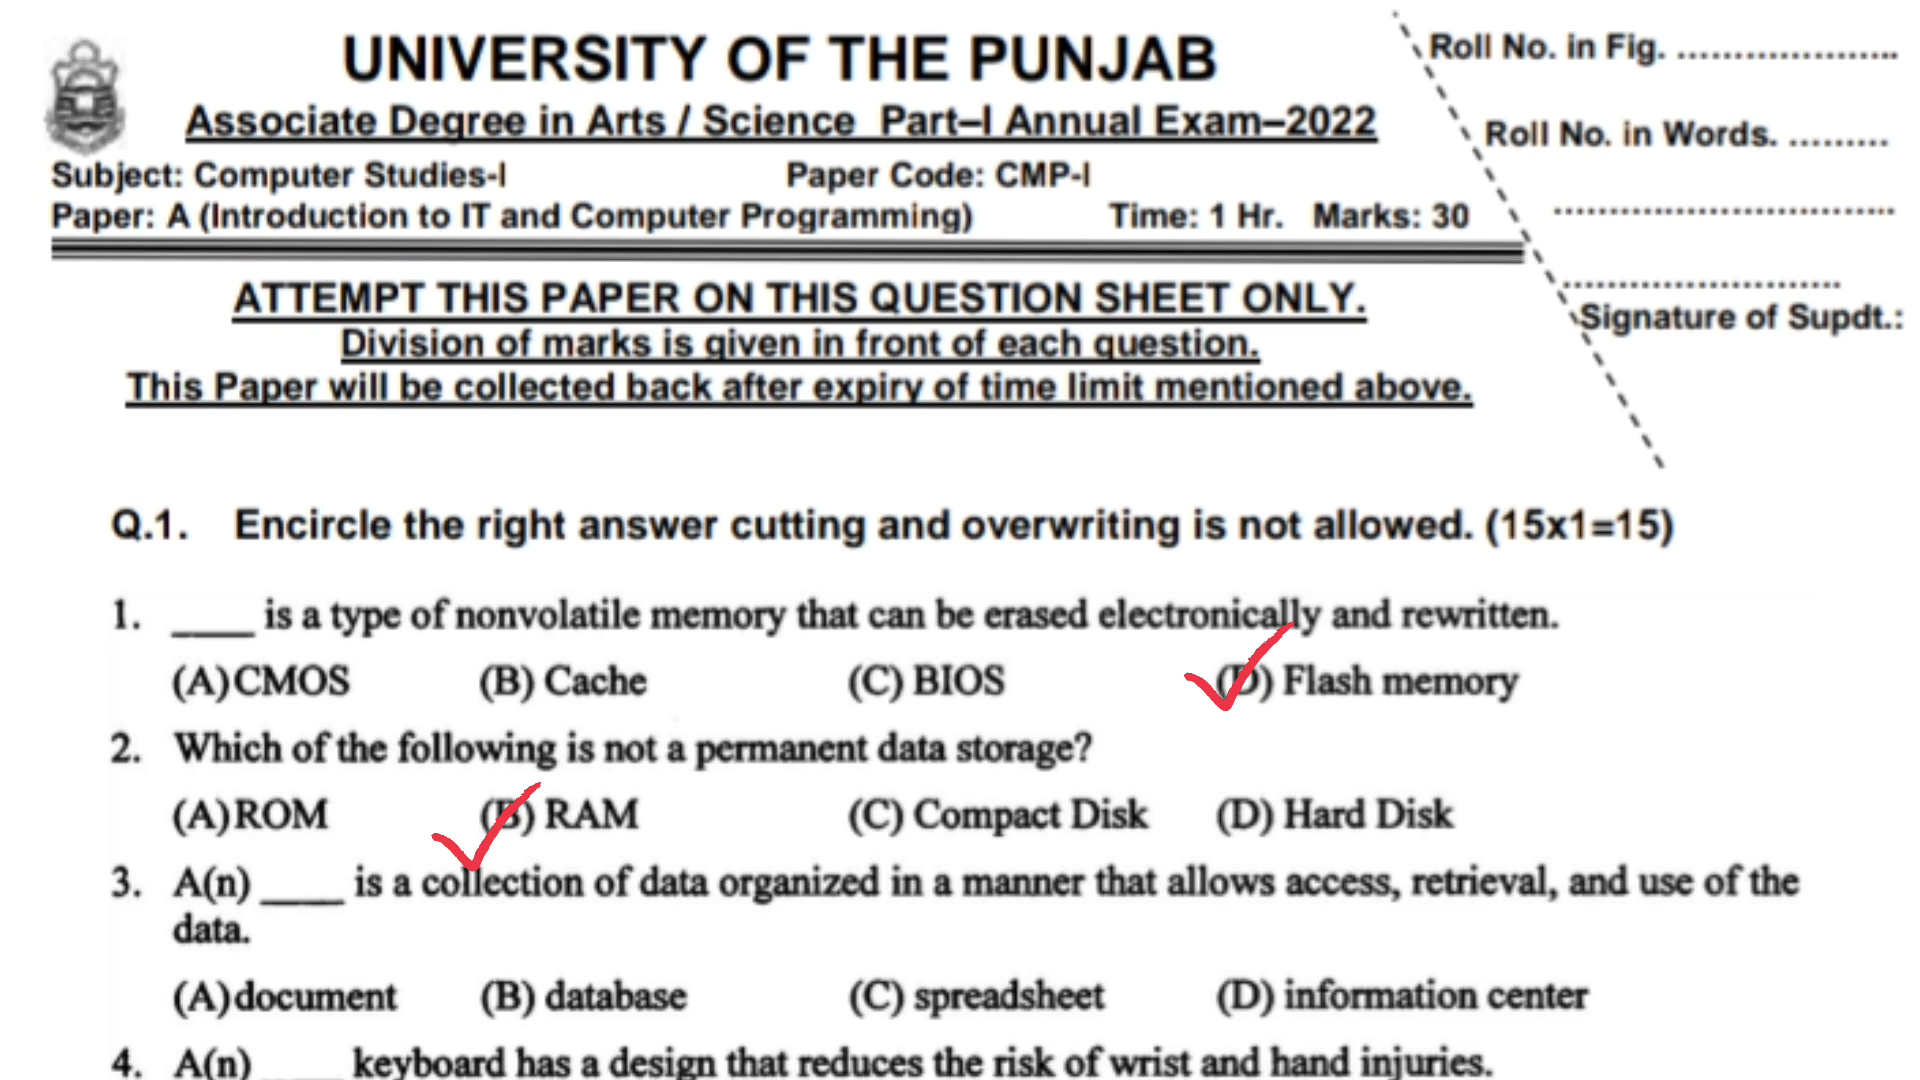 UNIVERSITY OF THE PUNJAB
Associate Degree in Arts / Science Part–I Annual Exam–2022
Subject: Computer Studies-I Paper Code: CMP-I
Paper: A (Introduction to IT and Computer Programming) Time: 1 Hr. Marks: 30
Roll No. in Fig. ....................
Roll No. in Words. .........
...............................
.........................
Signature of Supdt.:
ATTEMPT THIS PAPER ON THIS QUESTION SHEET ONLY.
Division of marks is given in front of each question.
This Paper will be collected back after expiry of time limit mentioned above.
Q.1. Encircle the right answer cutting and overwriting is not allowed. (15x1=15)
1. ____ is a type of nonvolatile memory that can be erased electronically and rewritten.
(A) CMOS (B) Cache (C) BIOS (D) Flash memory
2. Which of the following is not a permanent data storage?
(A) ROM (B) RAM (C) Compact Disk (D) Hard Disk
3. A(n) ____ is a collection of data organized in a manner that allows access, retrieval, and use of the
data.
(A) document (B) database (C) spreadsheet (D) information center
4. A(n) ____ keyboard has a design that reduces the risk of wrist and hand injuries.